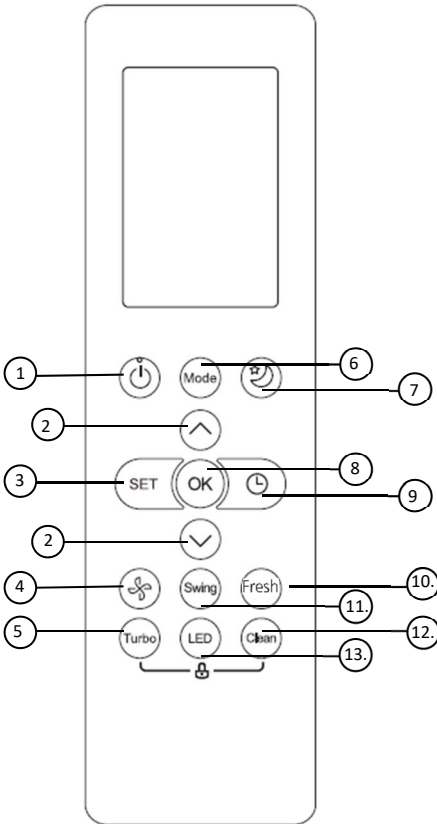 1 6
Mode
7
2
8
3 SET OK
9
2
4 Swing Fresh 10.
11.
5 Turbo LED Clean 12.
13.